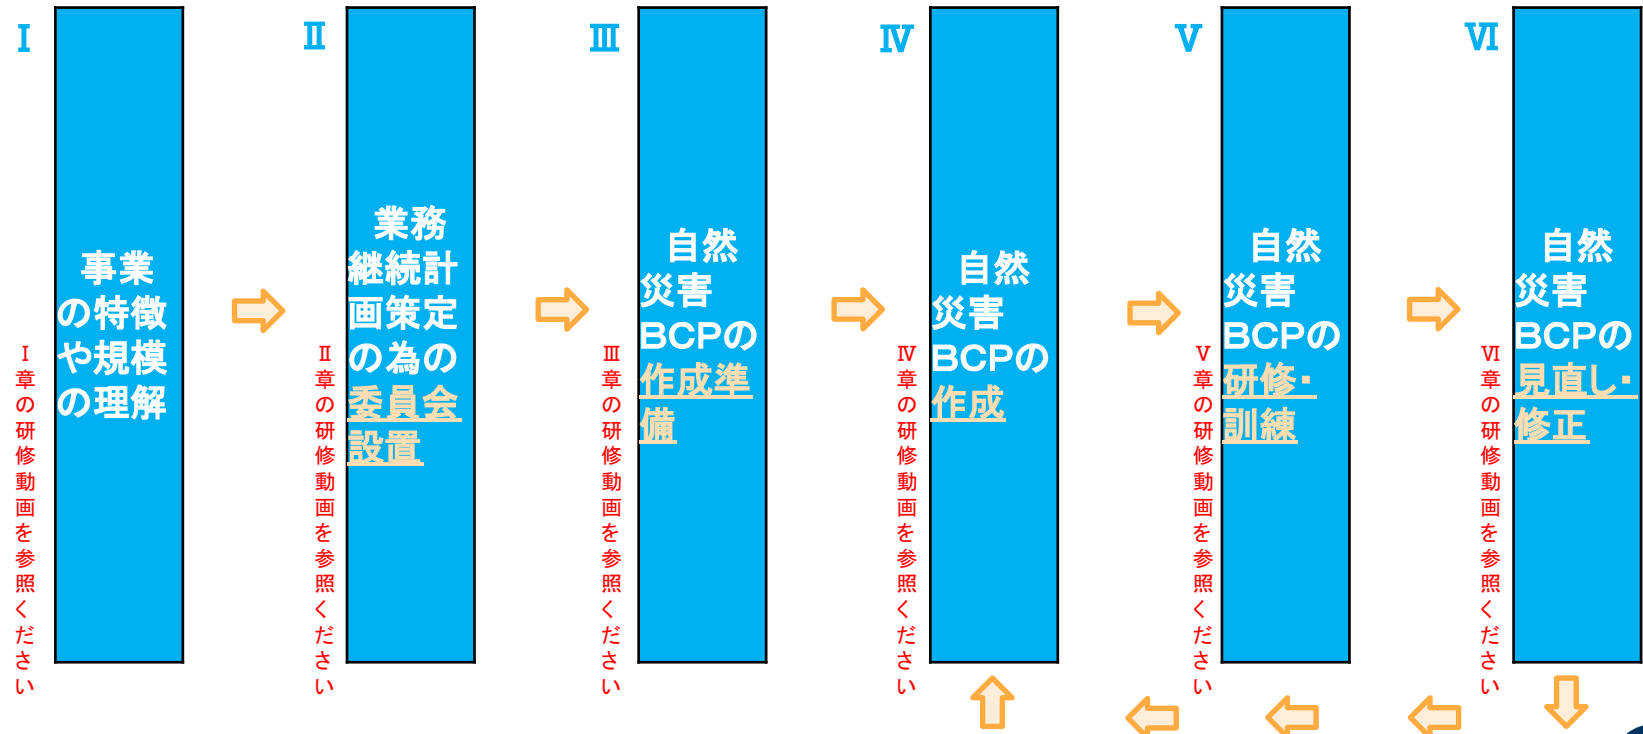 Ⅰ
事業
の特徴
や規模
の理解
Ⅰ章の研修動画を参照ください
Ⅱ
業務
継続計
画策定
の為の
委員会
設置
Ⅱ章の研修動画を参照ください
Ⅲ
自然
災害
BCPの
作成準
備
Ⅲ章の研修動画を参照ください
Ⅳ
自然
災害
BCPの
作成
Ⅳ章の研修動画を参照ください
Ⅴ
自然
災害
BCPの
研修・
訓練
Ⅴ章の研修動画を参照ください
Ⅵ
自然
災害
BCPの
見直し・
修正
Ⅵ章の研修動画を参照ください